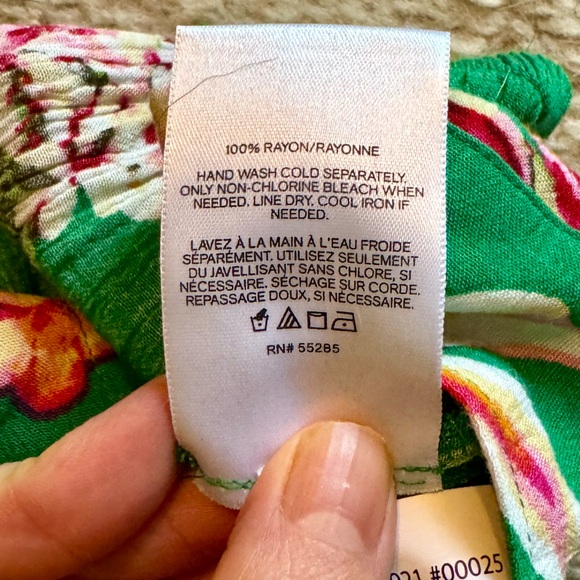 100% RAYON/RAYONNE
HAND WASH COLD SEPARATELY.
ONLY NON-CHLORINE BLEACH WHEN
NEEDED. LINE DRY. COOL IRON IF
NEEDED.
LAVEZ À LA MAIN À L'EAU FROIDE
SÉPARÉMENT. UTILISEZ SEULEMENT
DU JAVELLISANT SANS CHLORE, SI
NÉCESSAIRE. SÉCHAGE SUR CORDE.
REPASSAGE DOUX, SI NÉCESSAIRE.
RN# 55285
021 #00025